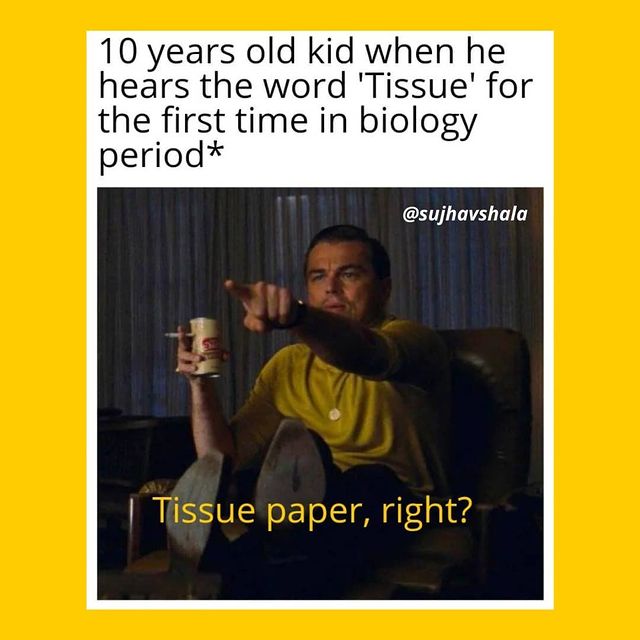 10 years old kid when he
hears the word 'Tissue' for
the first time in biology
period*
@sujhavshala
Tissue paper, right?